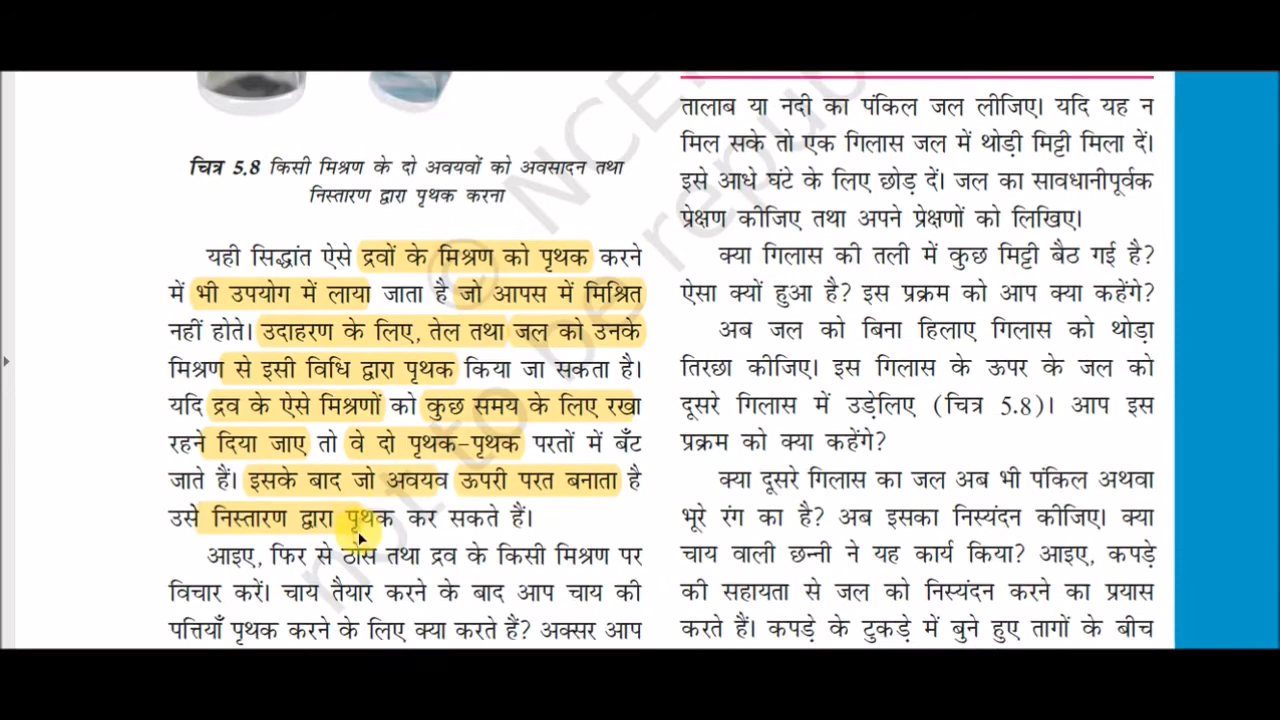 चित्र 5.8 किसी मिश्रण के दो अवयवों को अवसादन तथा
निस्तारण द्वारा पृथक करना
यही सिद्धांत ऐसे द्रवों के मिश्रण को पृथक करने
में भी उपयोग में लाया जाता है जो आपस में मिश्रित
नहीं होते। उदाहरण के लिए, तेल तथा जल को उनके
मिश्रण से इसी विधि द्वारा पृथक किया जा सकता है।
यदि द्रव के ऐसे मिश्रणों को कुछ समय के लिए रखा
रहने दिया जाए तो वे दो पृथक-पृथक परतों में बँट
जाते हैं। इसके बाद जो अवयव ऊपरी परत बनाता है
उसे निस्तारण द्वारा पृथक कर सकते हैं।
आइए, फिर से ठोस तथा द्रव के किसी मिश्रण पर
विचार करें। चाय तैयार करने के बाद आप चाय की
पत्तियाँ पृथक करने के लिए क्या करते हैं? अक्सर आप
तालाब या नदी का पंकिल जल लीजिए। यदि यह न
मिल सके तो एक गिलास जल में थोड़ी मिट्टी मिला दें।
इसे आधे घंटे के लिए छोड़ दें। जल का सावधानीपूर्वक
प्रेक्षण कीजिए तथा अपने प्रेक्षणों को लिखिए।
क्या गिलास की तली में कुछ मिट्टी बैठ गई है?
ऐसा क्यों हुआ है? इस प्रक्रम को आप क्या कहेंगे?
अब जल को बिना हिलाए गिलास को थोड़ा
तिरछा कीजिए। इस गिलास के ऊपर के जल को
दूसरे गिलास में उड़ेलिए (चित्र 5.8)। आप इस
प्रक्रम को क्या कहेंगे?
क्या दूसरे गिलास का जल अब भी पंकिल अथवा
भूरे रंग का है? अब इसका निस्यंदन कीजिए। क्या
चाय वाली छन्नी ने यह कार्य किया? आइए, कपड़े
की सहायता से जल को निस्यंदन करने का प्रयास
करते हैं। कपड़े के टुकड़े में बुने हुए तागों के बीच
© NCE
not to be republ